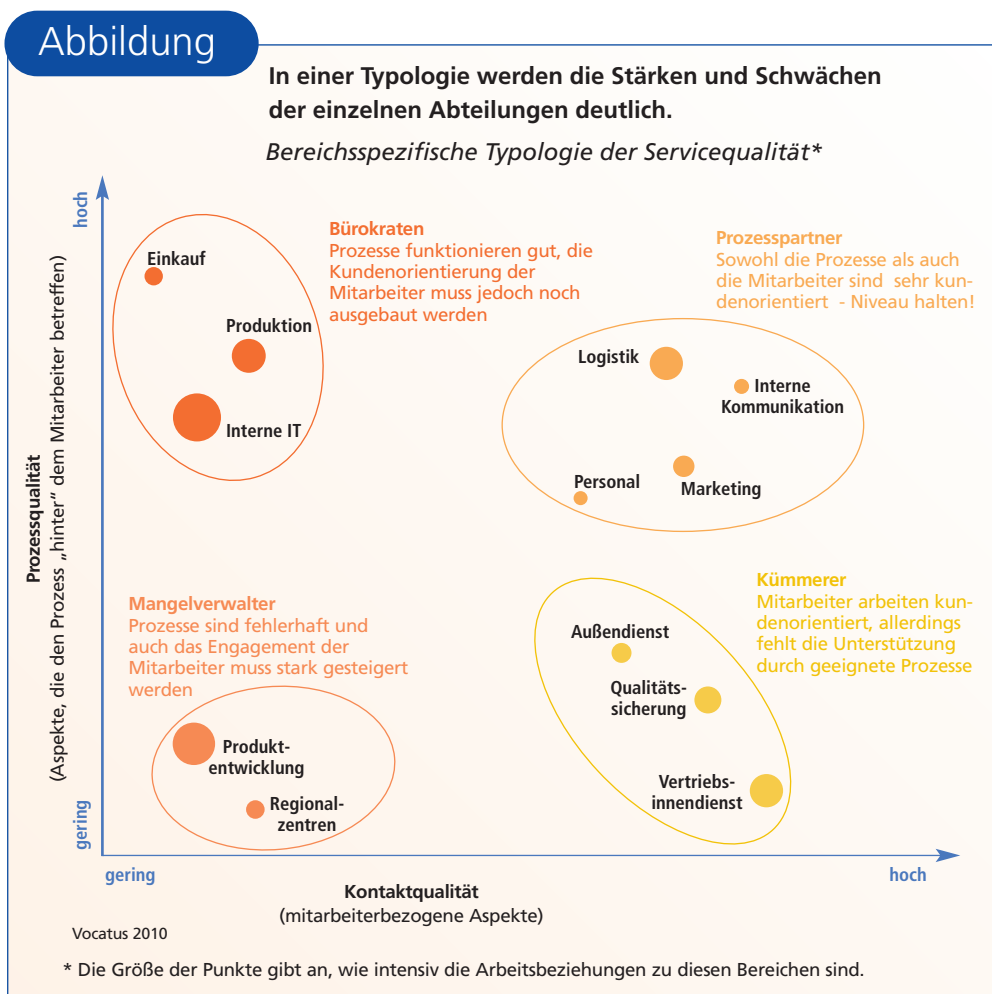 Abbildung
In einer Typologie werden die Stärken und Schwächen
der einzelnen Abteilungen deutlich.
Bereichsspezifische Typologie der Servicequalität*
hoch
Prozessqualität
(Aspekte, die den Prozess „hinter“ dem Mitarbeiter betreffen)
gering
Bürokraten
Prozesse funktionieren gut, die
Kundenorientierung der
Mitarbeiter muss jedoch noch
ausgebaut werden
Einkauf
Produktion
Interne IT
Prozesspartner
Sowohl die Prozesse als auch
die Mitarbeiter sind sehr kun-
denorientiert - Niveau halten!
Logistik
Interne
Kommunikation
Personal
Marketing
Mangelverwalter
Prozesse sind fehlerhaft und
auch das Engagement der
Mitarbeiter muss stark gesteigert
werden
Produkt-
entwicklung
Regional-
zentren
Kümmerer
Mitarbeiter arbeiten kun-
denorientiert, allerdings
fehlt die Unterstützung
durch geeignete Prozesse
Außendienst
Qualitäts-
sicherung
Vertriebs-
innendienst
gering
hoch
Kontaktqualität
(mitarbeiterbezogene Aspekte)
Vocatus 2010
* Die Größe der Punkte gibt an, wie intensiv die Arbeitsbeziehungen zu diesen Bereichen sind.